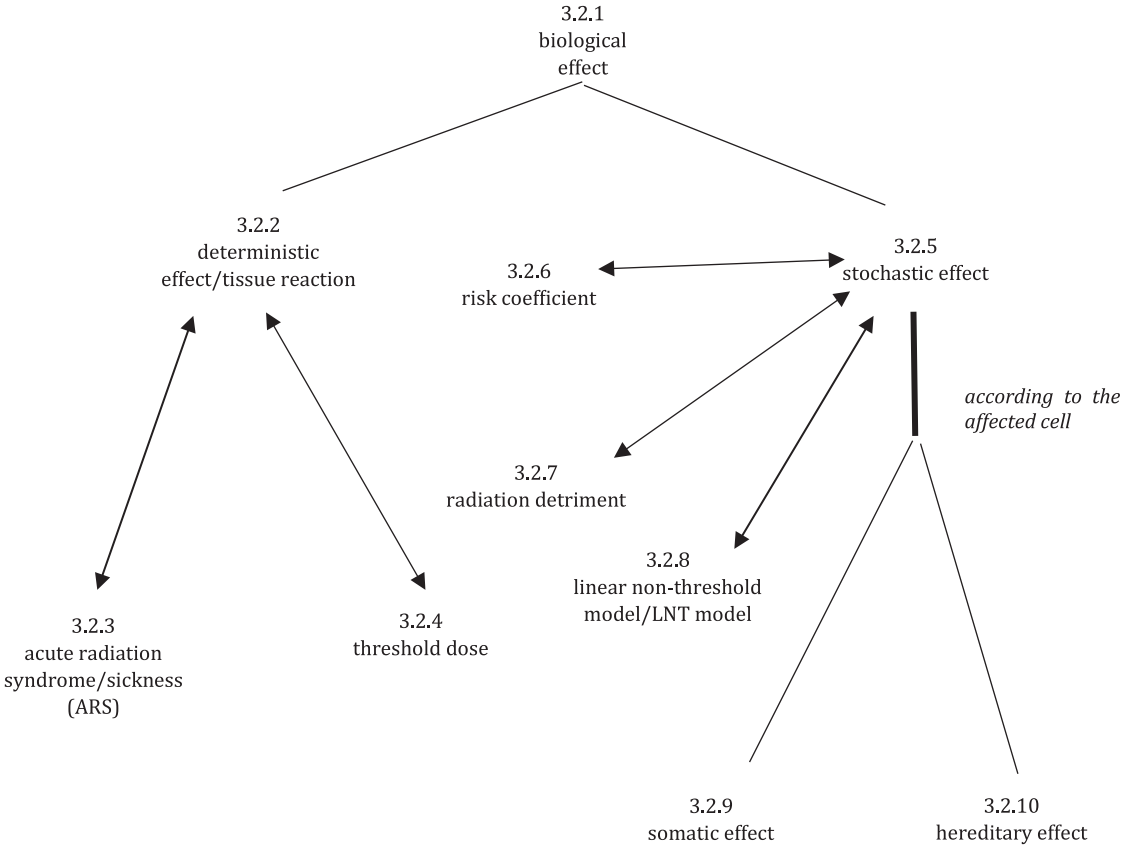 3.2.1
biological
effect
3.2.2
deterministic
effect/tissue reaction
3.2.5
stochastic effect
3.2.6
risk coefficient
according to the
affected cell
3.2.7
radiation detriment
3.2.8
linear non-threshold
model/LNT model
3.2.3
acute radiation
syndrome/sickness
(ARS)
3.2.4
threshold dose
3.2.9
somatic effect
3.2.10
hereditary effect